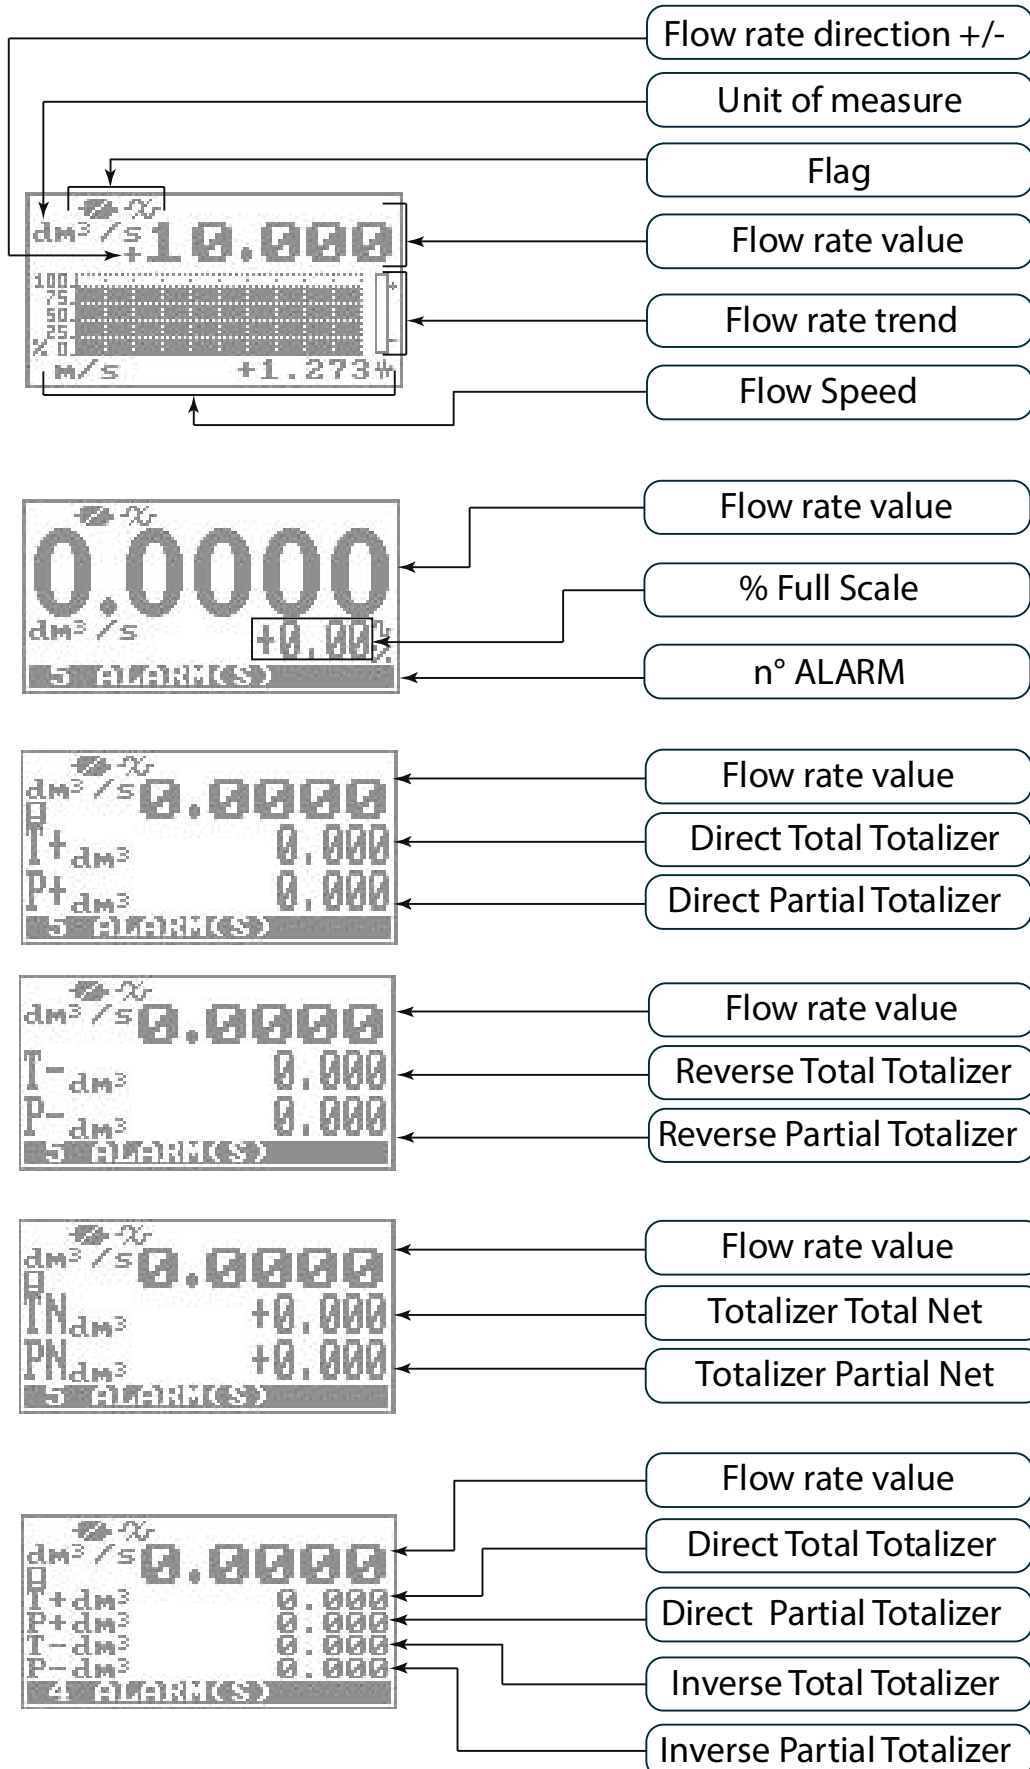 Flow rate direction +/-
Unit of measure
Flag
dm³/s +10.000
Flow rate value
100
75
50
25
% 0
+
-
Flow rate trend
m/s +1.273
Flow Speed
0.0000
Flow rate value
dm³/s
+0.00 %
% Full Scale
5 ALARM(S)
n° ALARM
dm³/s 0.0000
Flow rate value
T+ dm³ 0.000
Direct Total Totalizer
P+ dm³ 0.000
Direct Partial Totalizer
5 ALARM(S)
dm³/s 0.0000
Flow rate value
T- dm³ 0.000
Reverse Total Totalizer
P- dm³ 0.000
Reverse Partial Totalizer
5 ALARM(S)
dm³/s 0.0000
Flow rate value
TN dm³ +0.000
Totalizer Total Net
PN dm³ +0.000
Totalizer Partial Net
5 ALARM(S)
Flow rate value
dm³/s 0.0000
Direct Total Totalizer
T+dm³ 0.000
P+dm³ 0.000
Direct Partial Totalizer
T-dm³ 0.000
P-dm³ 0.000
Inverse Total Totalizer
4 ALARM(S)
Inverse Partial Totalizer